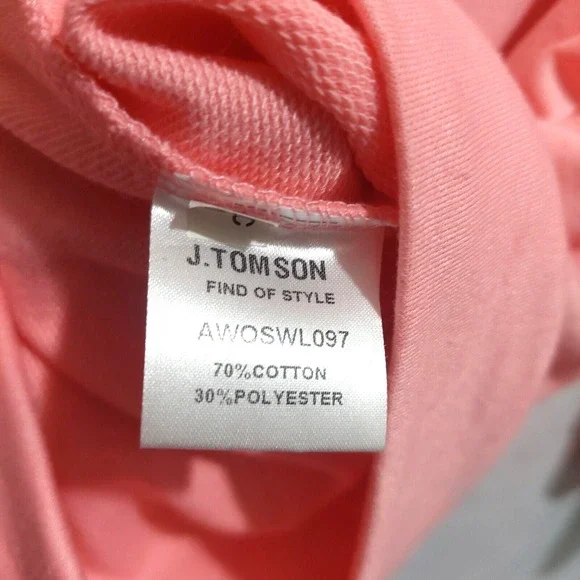 J.TOMSON
FIND OF STYLE
AWOSWL097
70%COTTON
30%POLYESTER